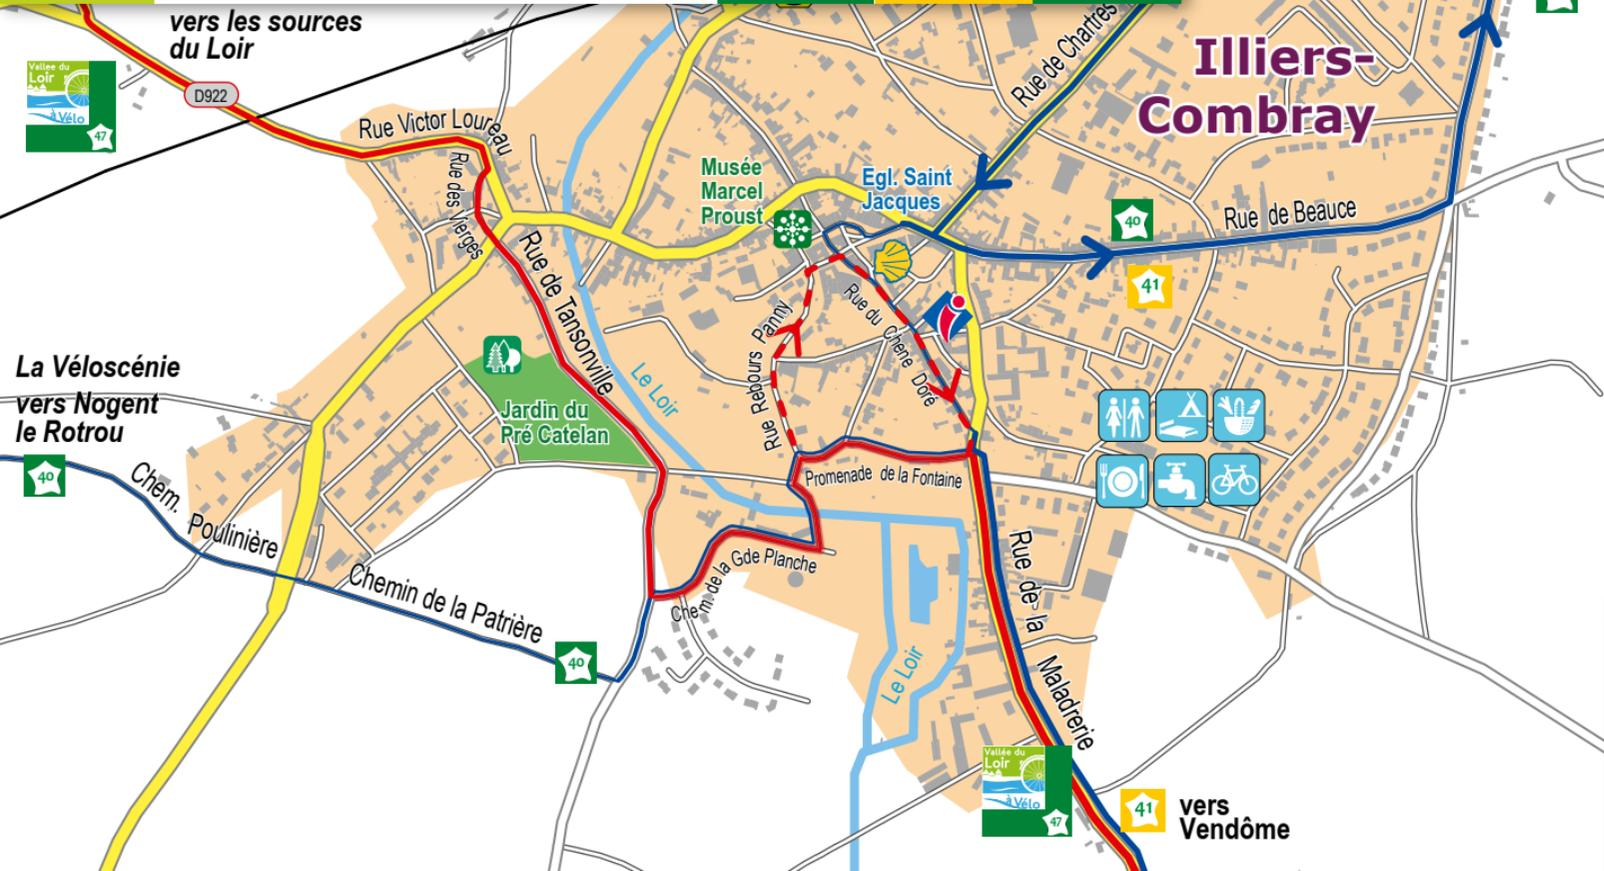 vers les sources
du Loir
Vallée du
Loir
à Vélo
47
D922
Rue Victor Loureau
Rue des Vierges
Rue de Tansonville
Musée
Marcel
Proust
Egl. Saint
Jacques
Rue de Chartres
Illiers-
Combray
40
Rue de Beauce
41
La Véloscénie
vers Nogent
le Rotrou
40
Chem. Poulinière
Chemin de la Patrière
40
Jardin du
Pré Catelan
Le Loir
Rue Rebours Panny
Rue du Chene Doré
Promenade de la Fontaine
Chem. de la Gde Planche
Rue de la Maladrerie
Le Loir
Vallée du
Loir
à Vélo
47
41
vers
Vendôme